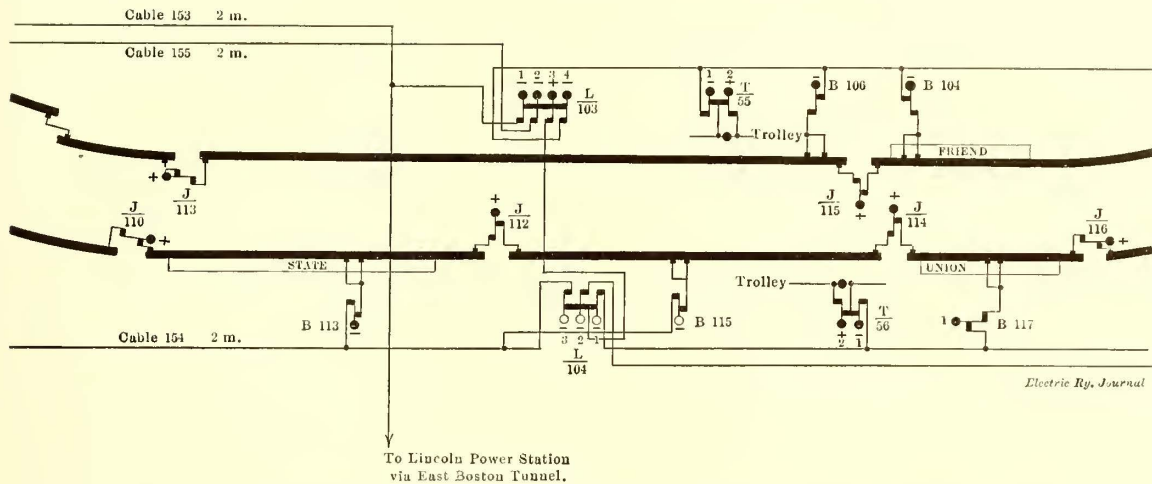 Cable 153 2 m.
Cable 155 2 m.
1 2 3 4
L
103
1 2
T
55
B 106
B 104
Trolley
FRIEND
J
113
J
110
J
112
J
115
J
114
J
116
STATE
UNION
Trolley
B 113
B 115
1
B 117
T
56
2 1
3 2 1
L
104
Cable 154 2 m.
Electric Ry. Journal
To Lincoln Power Station
via East Boston Tunnel.